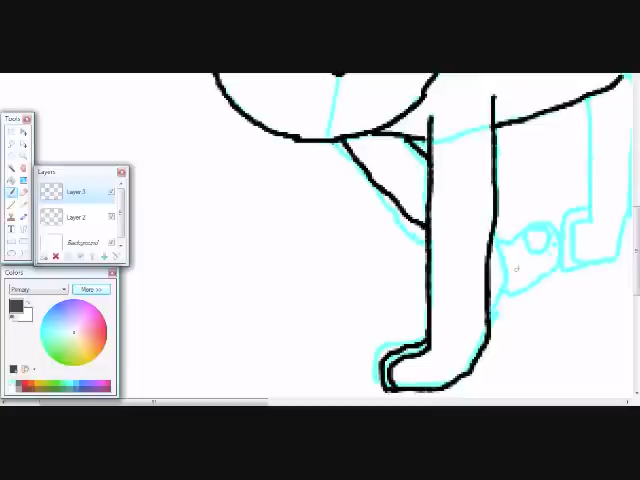 Tools
Layers
Layer 3
Layer 2
Background
Colors
Primary
More >>